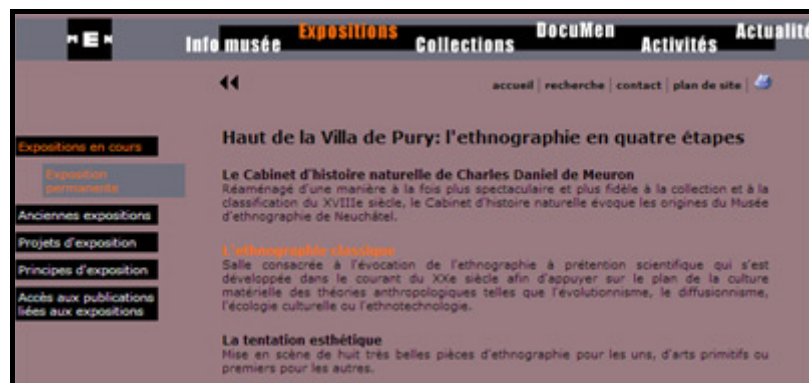 M E N
Info musée Expositions Collections DocuMen Activités Actualité
accueil | recherche | contact | plan de site |
Expositions en cours
Exposition
permanente
Anciennes expositions
Projets d'exposition
Principes d'exposition
Accès aux publications
liées aux expositions
Haut de la Villa de Pury: l'ethnographie en quatre étapes
Le Cabinet d'histoire naturelle de Charles Daniel de Meuron
Réaménagé d'une manière à la fois plus spectaculaire et plus fidèle à la collection et à la
classification du XVIIIe siècle, le Cabinet d'histoire naturelle évoque les origines du Musée
d'ethnographie de Neuchâtel.
L'ethnographie classique
Salle consacrée à l'évocation de l'ethnographie à prétention scientifique qui s'est
développée dans le courant du XXe siècle afin d'appuyer sur le plan de la culture
matérielle des théories anthropologiques telles que l'évolutionnisme, le diffusionnisme,
l'écologie culturelle ou l'ethnotechnologie.
La tentation esthétique
Mise en scène de huit très belles pièces d'ethnographie pour les uns, d'arts primitifs ou
premiers pour les autres.